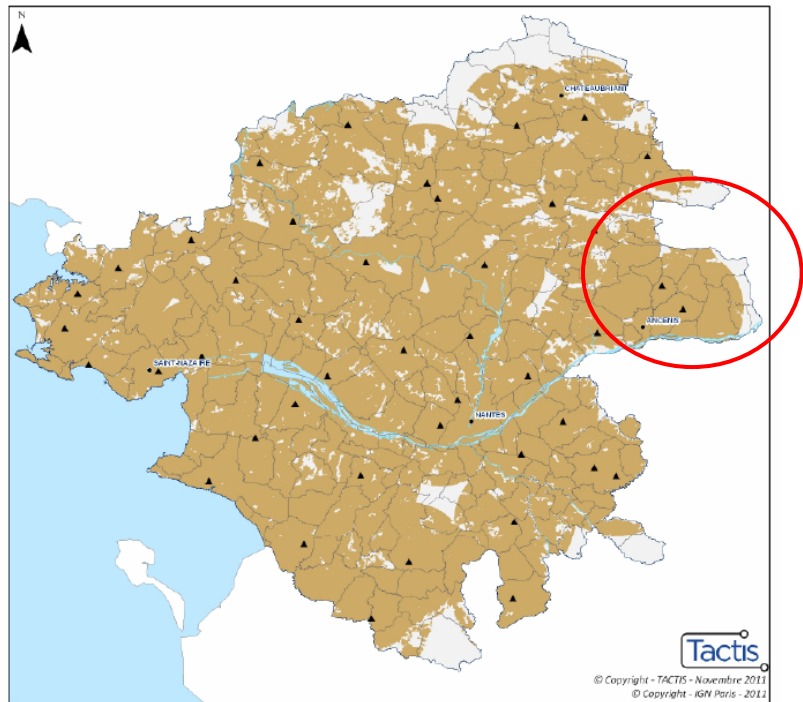 N
CHATEAUBRIANT
ANCENIS
SAINT-NAZAIRE
NANTES
Tactis
© Copyright - TACTIS - Novembre 2011
© Copyright - IGN Paris - 2011